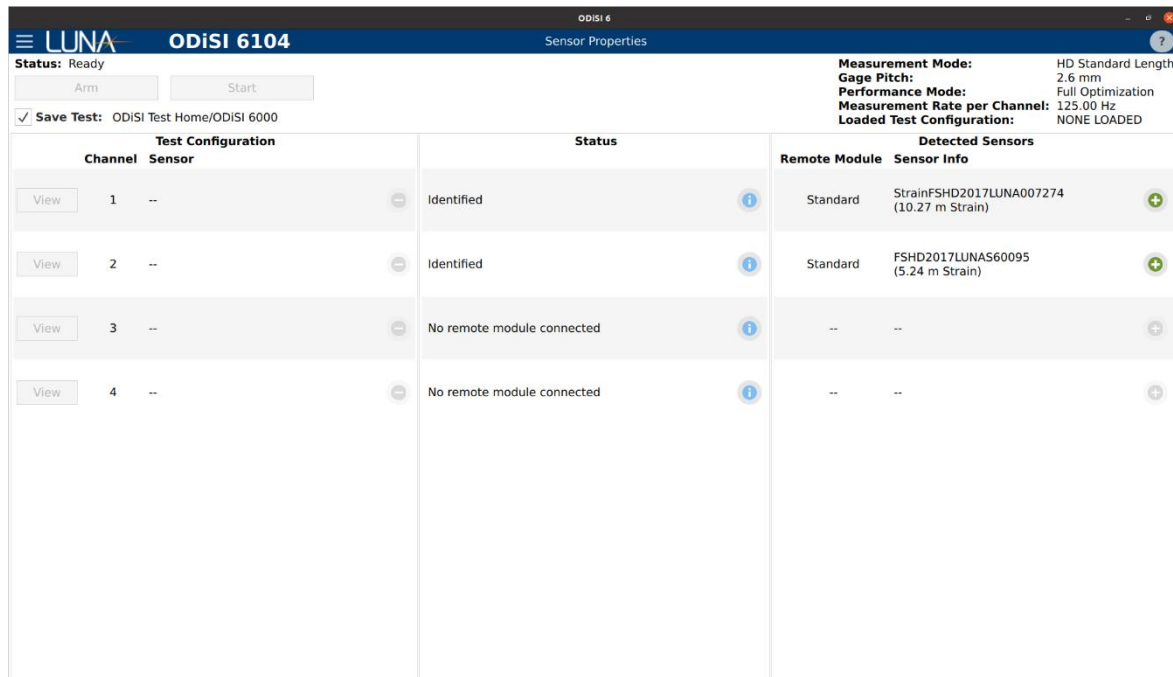 ODiSI 6
LUNA ODiSI 6104 Sensor Properties ?
Status: Ready
Arm Start
Save Test: ODiSI Test Home/ODiSI 6000
Measurement Mode: HD Standard Length
Gage Pitch: 2.6 mm
Performance Mode: Full Optimization
Measurement Rate per Channel: 125.00 Hz
Loaded Test Configuration: NONE LOADED
Test Configuration Status Detected Sensors
Channel Sensor Remote Module Sensor Info
View 1 -- Identified Standard StrainFSHD2017LUNA007274
(10.27 m Strain)
View 2 -- Identified Standard FSHD2017LUNAS60095
(5.24 m Strain)
View 3 -- No remote module connected -- --
View 4 -- No remote module connected -- --